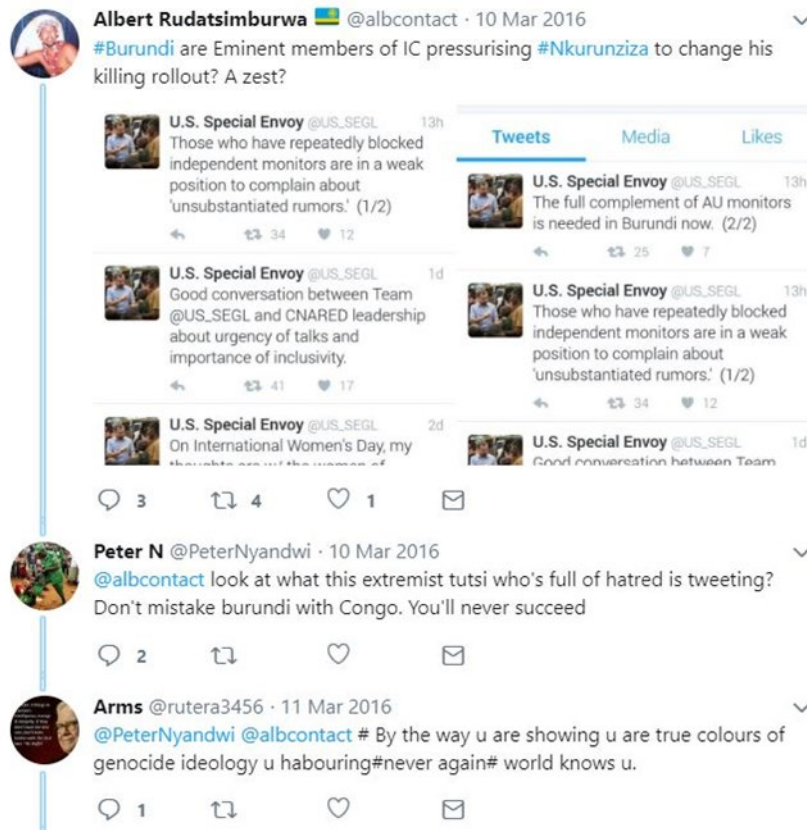 Albert Rudatsimburwa @albcontact · 10 Mar 2016
#Burundi are Eminent members of IC pressurising #Nkurunziza to change his
killing rollout? A zest?
U.S. Special Envoy @US_SEGL 13h
Those who have repeatedly blocked
independent monitors are in a weak
position to complain about
'unsubstantiated rumors.' (1/2)
34 12
U.S. Special Envoy @US_SEGL 1d
Good conversation between Team
@US_SEGL and CNARED leadership
about urgency of talks and
importance of inclusivity.
41 17
U.S. Special Envoy @US_SEGL 2d
On International Women's Day, my
Tweets Media Likes
U.S. Special Envoy @US_SEGL 13h
The full complement of AU monitors
is needed in Burundi now. (2/2)
25 7
U.S. Special Envoy @US_SEGL 13h
Those who have repeatedly blocked
independent monitors are in a weak
position to complain about
'unsubstantiated rumors.' (1/2)
34 12
U.S. Special Envoy @US_SEGL 1d
Good conversation between Team
3 4 1
Peter N @PeterNyandwi · 10 Mar 2016
@albcontact look at what this extremist tutsi who's full of hatred is tweeting?
Don't mistake burundi with Congo. You'll never succeed
2
Arms @rutera3456 · 11 Mar 2016
@PeterNyandwi @albcontact # By the way u are showing u are true colours of
genocide ideology u habouring#never again# world knows u.
1